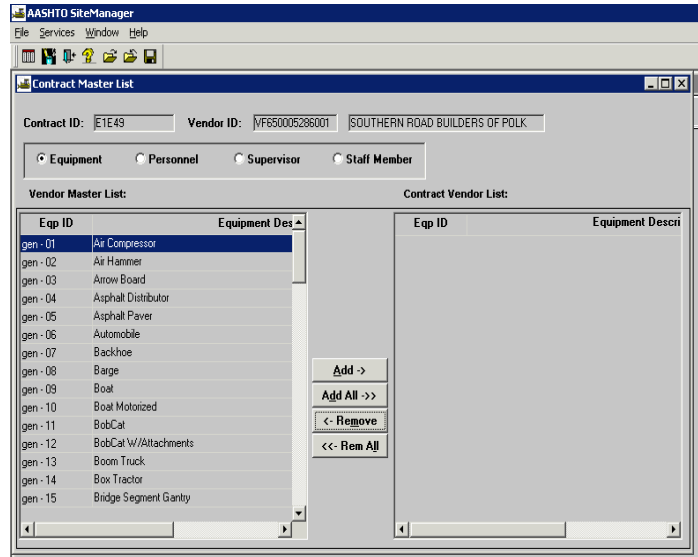 AASHTO SiteManager
File Services Window Help
Contract Master List
Contract ID: E1E49 Vendor ID: VF650005286001 SOUTHERN ROAD BUILDERS OF POLK
Equipment Personnel Supervisor Staff Member
Vendor Master List: Contract Vendor List:
Eqp ID Equipment Des Eqp ID Equipment Descri
gen - 01 Air Compressor
gen - 02 Air Hammer
gen - 03 Arrow Board
gen - 04 Asphalt Distributor
gen - 05 Asphalt Paver
gen - 06 Automobile
gen - 07 Backhoe
gen - 08 Barge
gen - 09 Boat
gen - 10 Boat Motorized
gen - 11 BobCat
gen - 12 BobCat W/Attachments
gen - 13 Boom Truck
gen - 14 Box Tractor
gen - 15 Bridge Segment Gantry
Add ->
Add All ->>
<- Remove
<<- Rem All